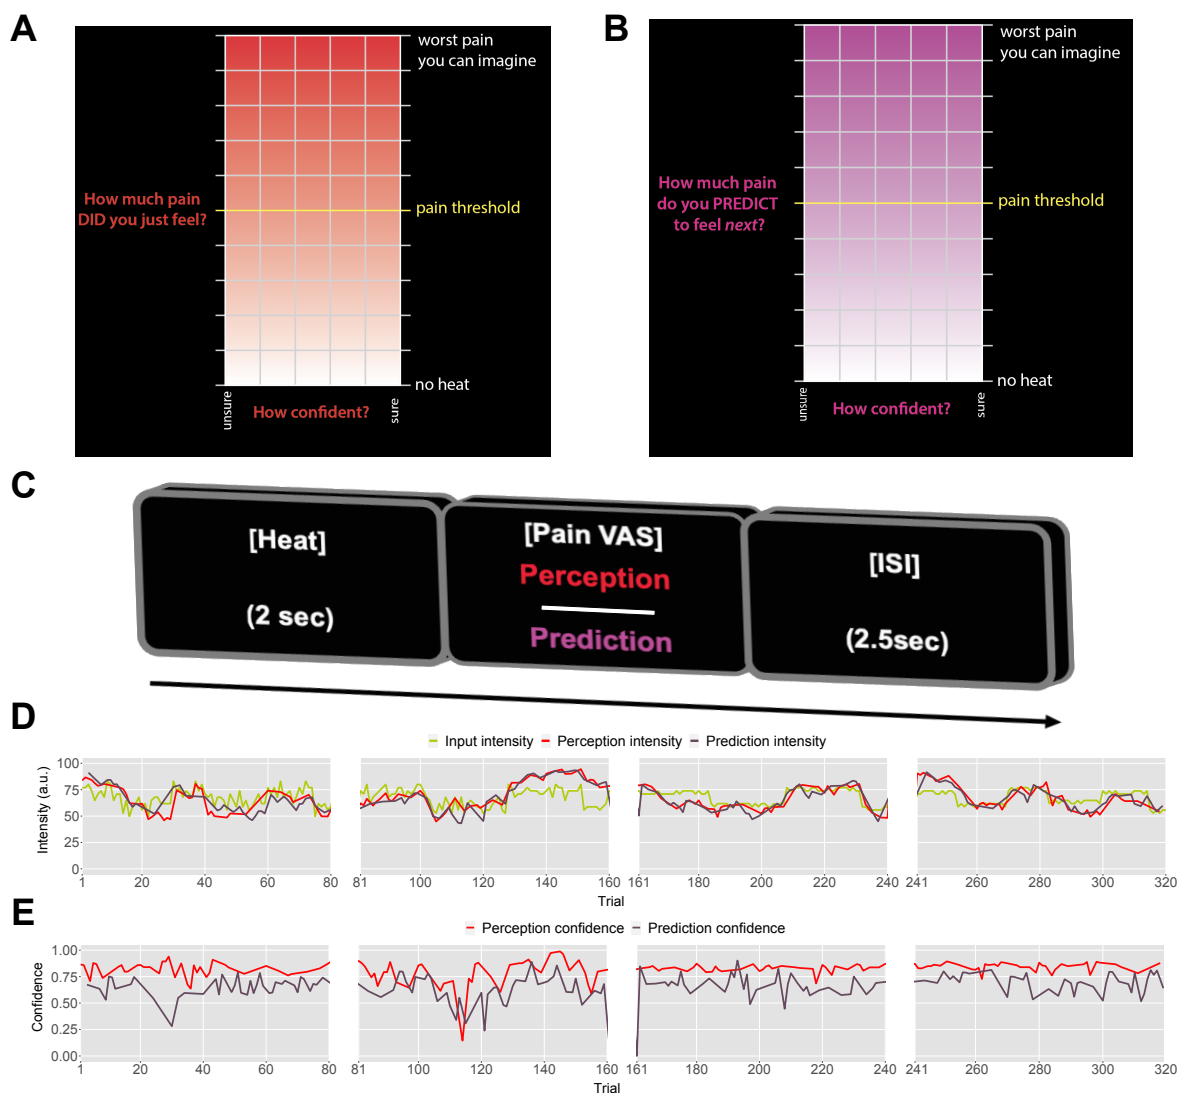 A
worst pain
you can imagine
How much pain
DID you just feel?
pain threshold
no heat
unsure
How confident?
sure
B
worst pain
you can imagine
How much pain
do you PREDICT
to feel next?
pain threshold
no heat
unsure
How confident?
sure
C
[Heat]
(2 sec)
[Pain VAS]
Perception
Prediction
[ISI]
(2.5sec)
D
Input intensity Perception intensity Prediction intensity
Intensity (a.u.)
100
75
50
25
0
1 20 40 60 80 81 100 120 140 160 161 180 200 220 240 241 260 280 300 320
Trial
E
Perception confidence Prediction confidence
Confidence
1.00
0.75
0.50
0.25
0.00
1 20 40 60 80 81 100 120 140 160 161 180 200 220 240 241 260 280 300 320
Trial